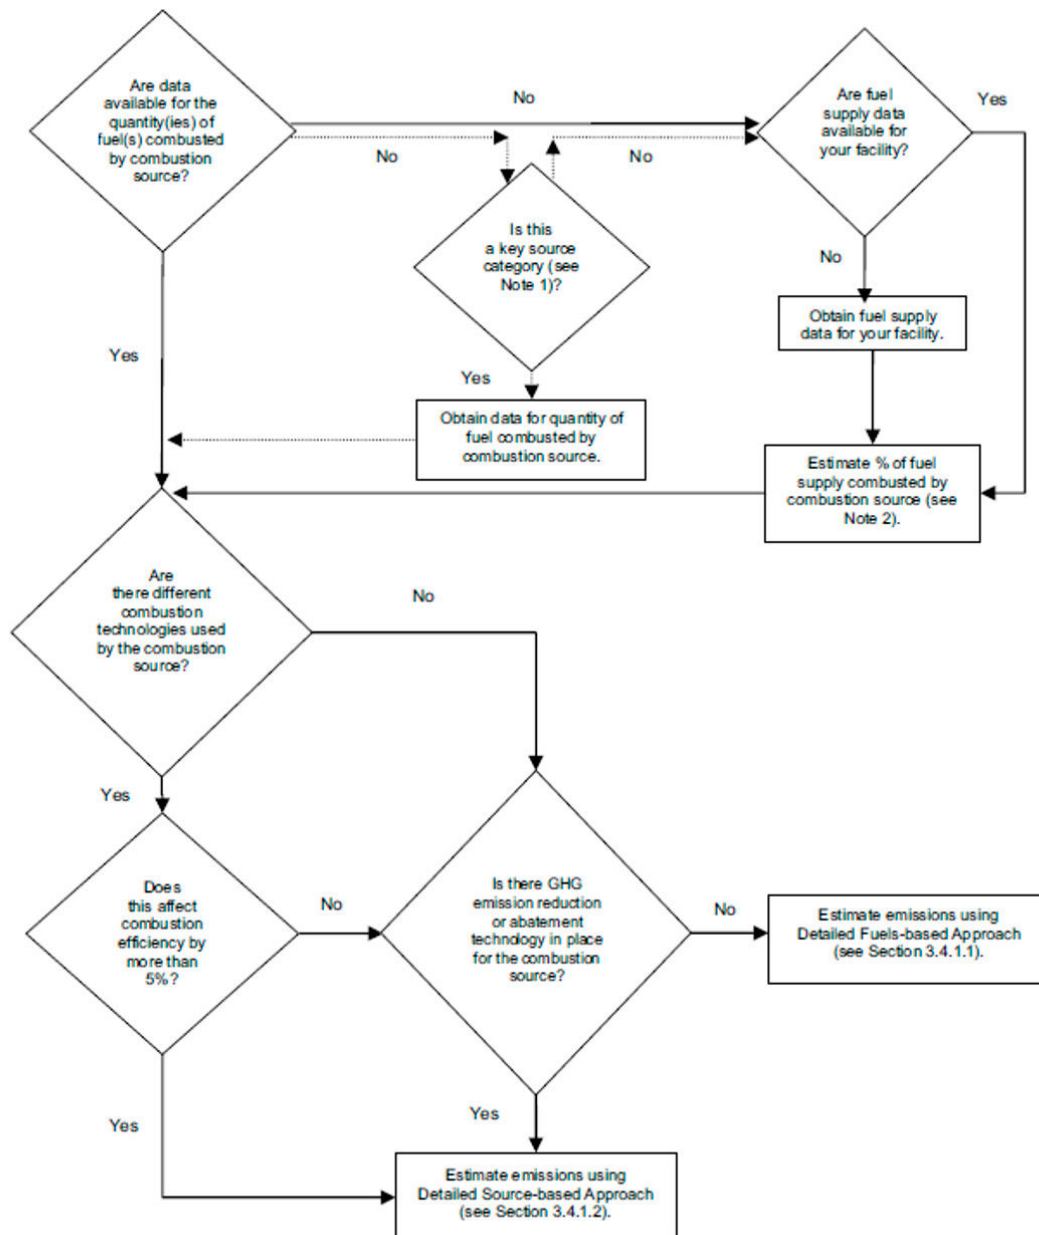 Are data
available for the
quantity(ies) of
fuel(s) combusted
by combustion
source?
No
No
Are fuel
supply data
available for
your facility?
Yes
No
Is this
a key source
category (see
Note 1)?
No
Obtain fuel supply
data for your facility.
Yes
Yes
Obtain data for quantity of
fuel combusted by
combustion source.
Estimate % of fuel
supply combusted by
combustion source (see
Note 2).
Are
there different
combustion
technologies used
by the combustion
source?
No
Yes
Does
this affect
combustion
efficiency by
more than
5%?
No
Is there GHG
emission reduction
or abatement
technology in place
for the combustion
source?
No
Estimate emissions using
Detailed Fuels-based Approach
(see Section 3.4.1.1).
Yes
Yes
Estimate emissions using
Detailed Source-based Approach
(see Section 3.4.1.2).